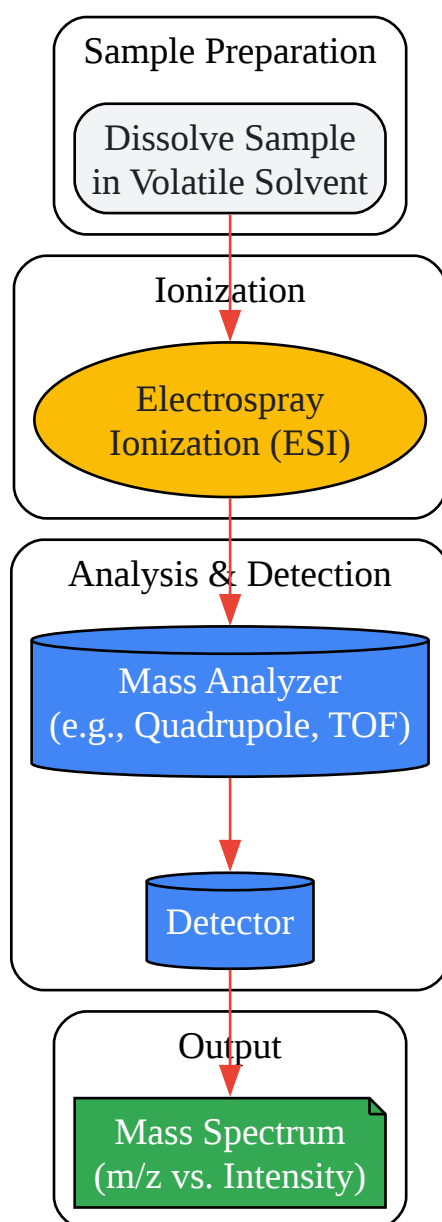 Sample Preparation
Dissolve Sample
in Volatile Solvent
Ionization
Electrospray
Ionization (ESI)
Analysis & Detection
Mass Analyzer
(e.g., Quadrupole, TOF)
Detector
Output
Mass Spectrum
(m/z vs. Intensity)